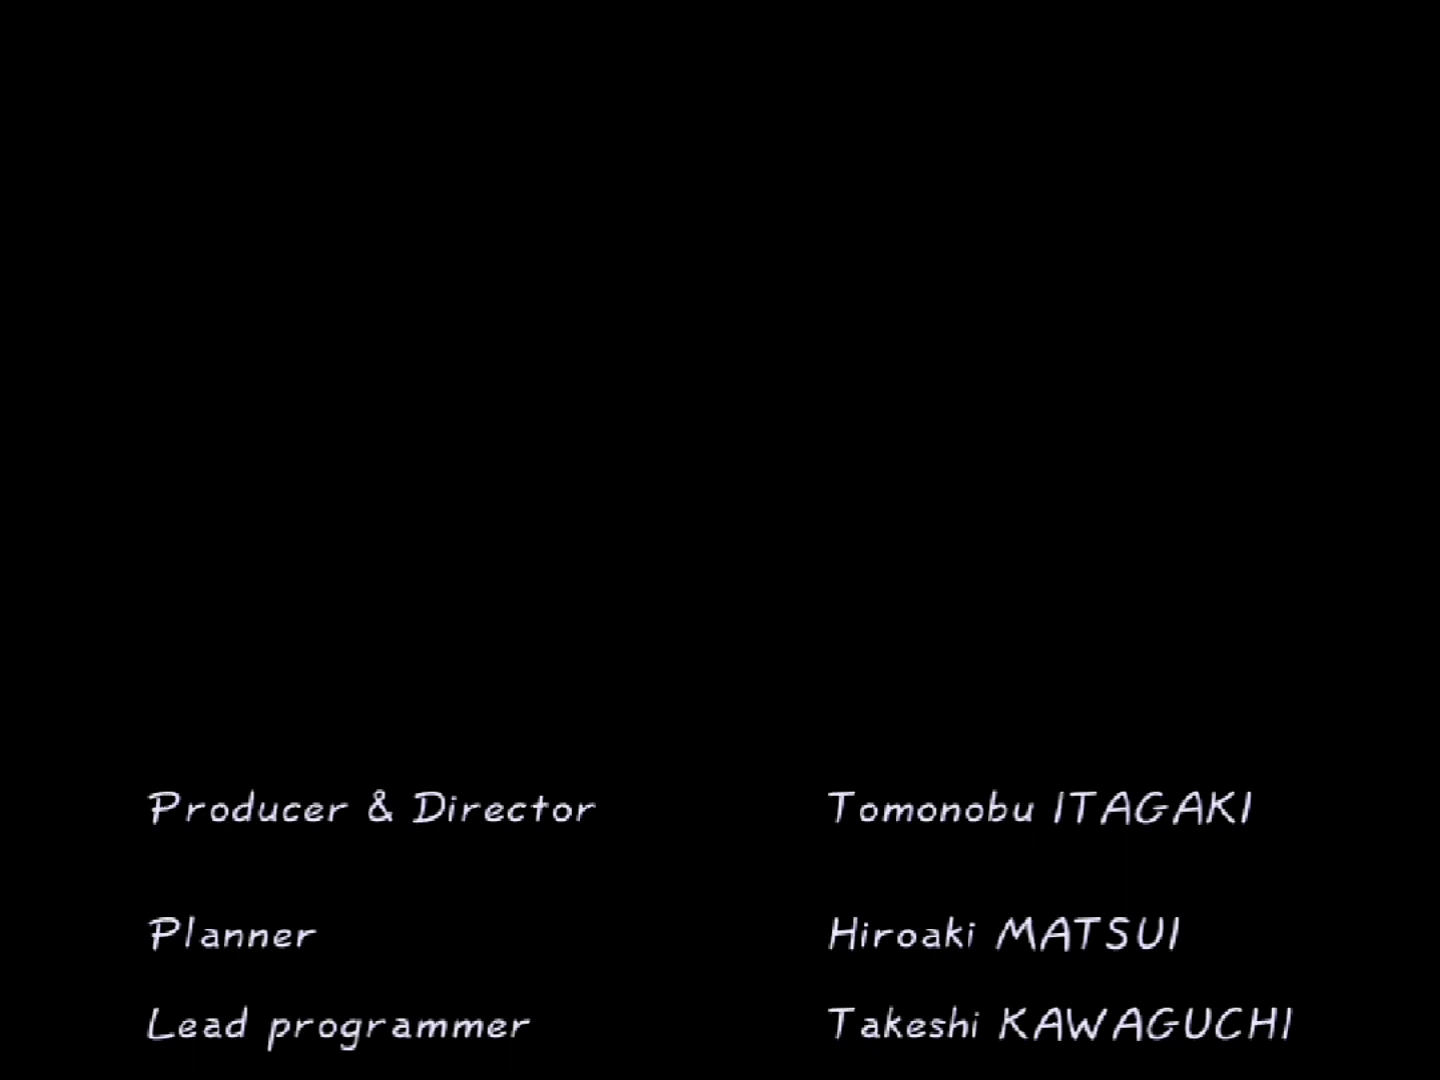 Producer & Director Tomonobu ITAGAKI
Planner Hiroaki MATSUI
Lead programmer Takeshi KAWAGUCHI